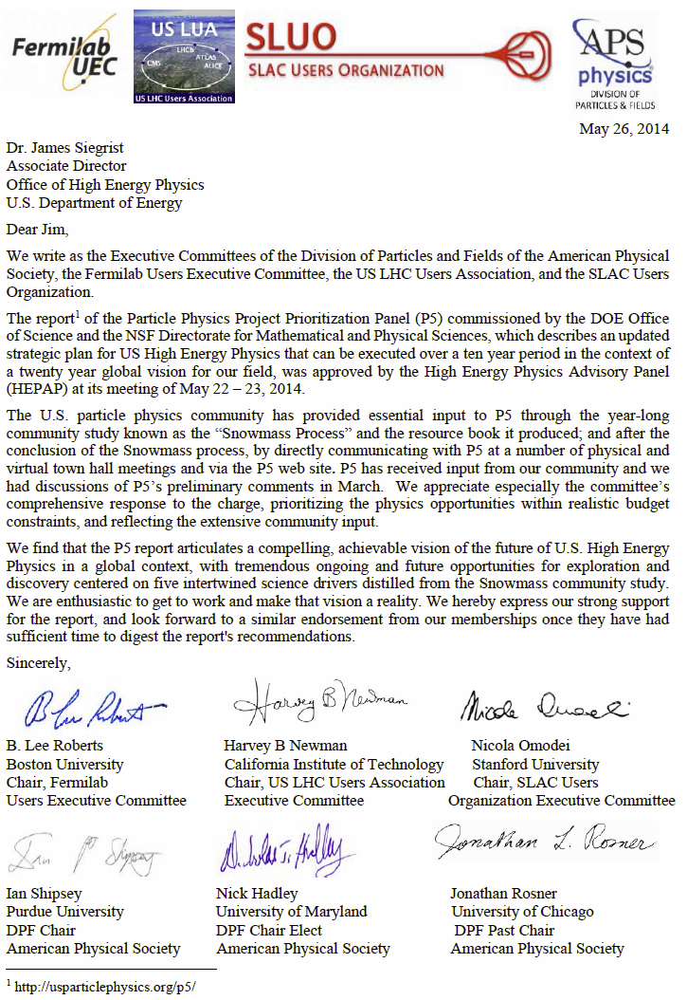 Fermilab
UEC
US LUA
LHCb
ATLAS
CMS
ALICE
US LHC Users Association
SLUO
SLAC USERS ORGANIZATION
APS
physics
DIVISION OF
PARTICLES & FIELDS
May 26, 2014
Dr. James Siegrist
Associate Director
Office of High Energy Physics
U.S. Department of Energy
Dear Jim,
We write as the Executive Committees of the Division of Particles and Fields of the American Physical
Society, the Fermilab Users Executive Committee, the US LHC Users Association, and the SLAC Users
Organization.
The report¹ of the Particle Physics Project Prioritization Panel (P5) commissioned by the DOE Office
of Science and the NSF Directorate for Mathematical and Physical Sciences, which describes an updated
strategic plan for US High Energy Physics that can be executed over a ten year period in the context of
a twenty year global vision for our field, was approved by the High Energy Physics Advisory Panel
(HEPAP) at its meeting of May 22 – 23, 2014.
The U.S. particle physics community has provided essential input to P5 through the year-long
community study known as the “Snowmass Process” and the resource book it produced; and after the
conclusion of the Snowmass process, by directly communicating with P5 at a number of physical and
virtual town hall meetings and via the P5 web site. P5 has received input from our community and we
had discussions of P5’s preliminary comments in March. We appreciate especially the committee’s
comprehensive response to the charge, prioritizing the physics opportunities within realistic budget
constraints, and reflecting the extensive community input.
We find that the P5 report articulates a compelling, achievable vision of the future of U.S. High Energy
Physics in a global context, with tremendous ongoing and future opportunities for exploration and
discovery centered on five intertwined science drivers distilled from the Snowmass community study.
We are enthusiastic to get to work and make that vision a reality. We hereby express our strong support
for the report, and look forward to a similar endorsement from our memberships once they have had
sufficient time to digest the report's recommendations.
Sincerely,
B Lee Roberts Harvey B Newman Nicola Omodei
B. Lee Roberts Harvey B Newman Nicola Omodei
Boston University California Institute of Technology Stanford University
Chair, Fermilab Chair, US LHC Users Association Chair, SLAC Users
Users Executive Committee Executive Committee Organization Executive Committee
Ian Shipsey Nicholas J. Hadley Jonathan L. Rosner
Ian Shipsey Nick Hadley Jonathan Rosner
Purdue University University of Maryland University of Chicago
DPF Chair DPF Chair Elect DPF Past Chair
American Physical Society American Physical Society American Physical Society
¹ http://usparticlephysics.org/p5/